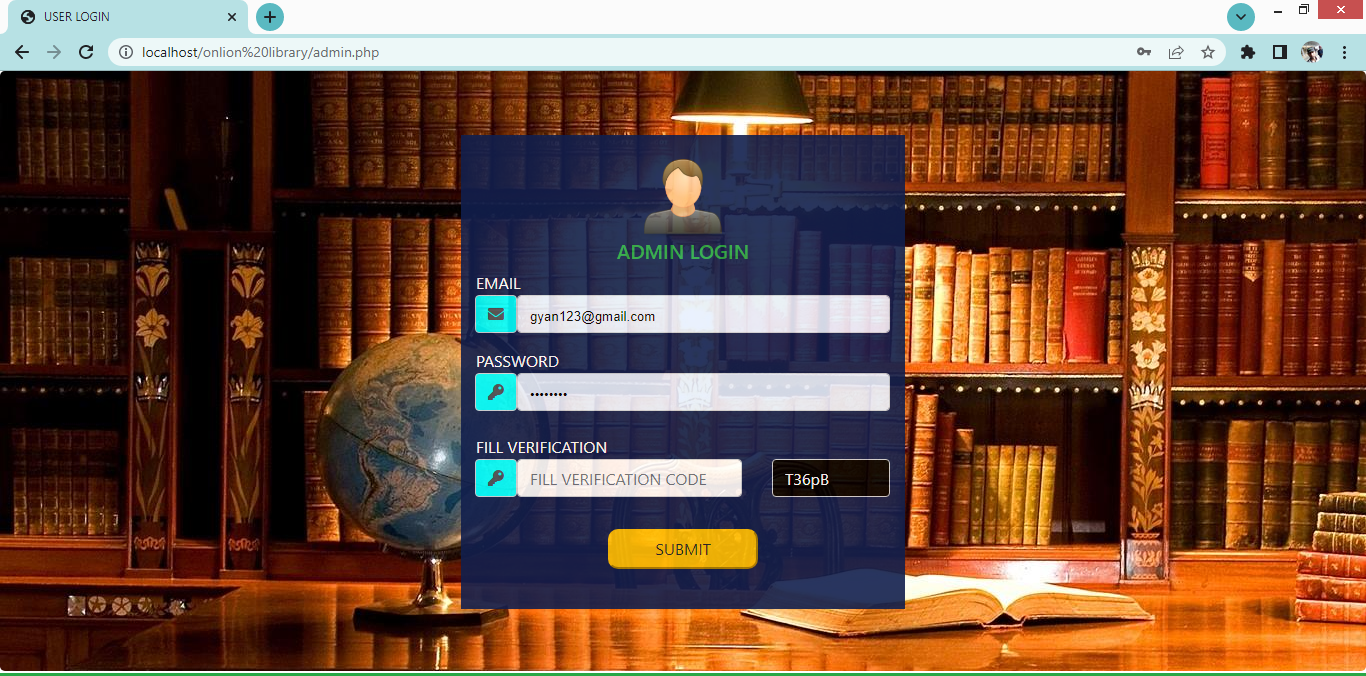 USER LOGIN
localhost/onlion%20library/admin.php
ADMIN LOGIN
EMAIL
gyan123@gmail.com
PASSWORD
••••••••
FILL VERIFICATION
FILL VERIFICATION CODE
T36pB
SUBMIT